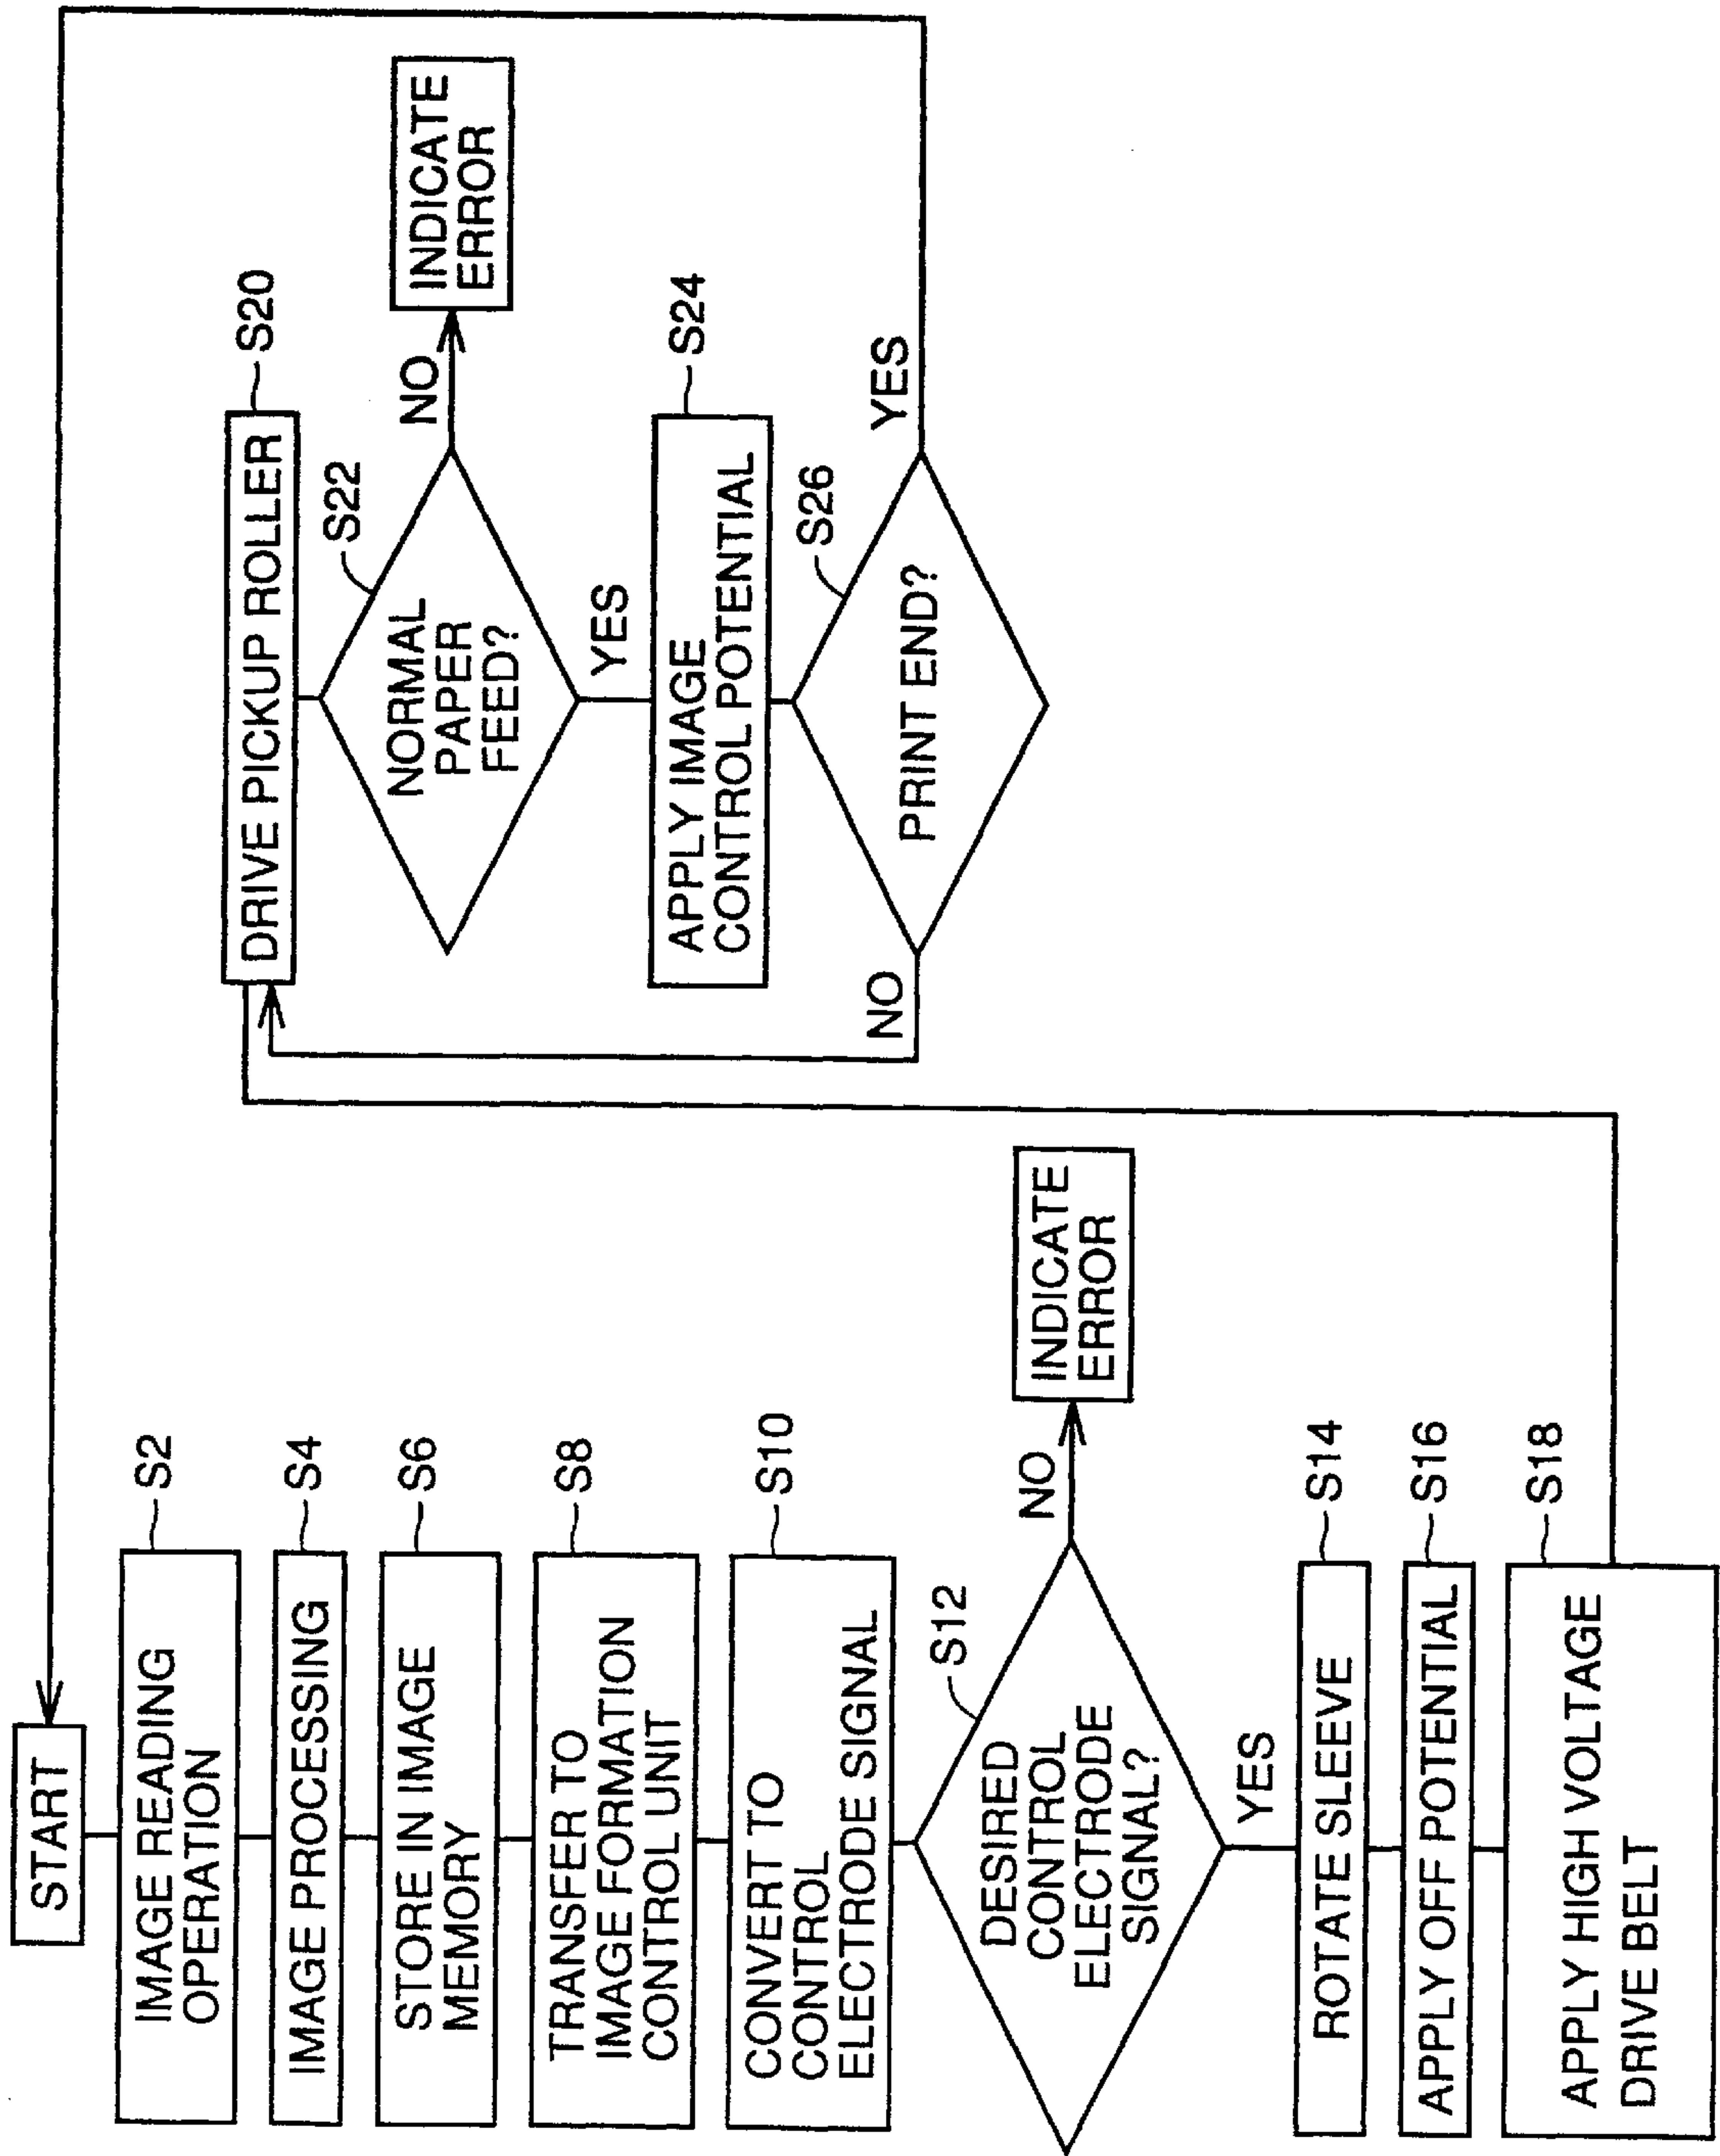 START
IMAGE READING
OPERATION
S2
IMAGE PROCESSING
S4
STORE IN IMAGE
MEMORY
S6
TRANSFER TO
IMAGE FORMATION
CONTROL UNIT
S8
CONVERT TO
CONTROL
ELECTRODE SIGNAL
S10
DESIRED
CONTROL
ELECTRODE
SIGNAL?
S12
NO
INDICATE
ERROR
YES
ROTATE SLEEVE
S14
APPLY OFF POTENTIAL
S16
APPLY HIGH VOLTAGE
DRIVE BELT
S18
DRIVE PICKUP ROLLER
S20
NORMAL
PAPER
FEED?
S22
NO
INDICATE
ERROR
YES
APPLY IMAGE
CONTROL POTENTIAL
S24
PRINT END?
S26
NO
YES